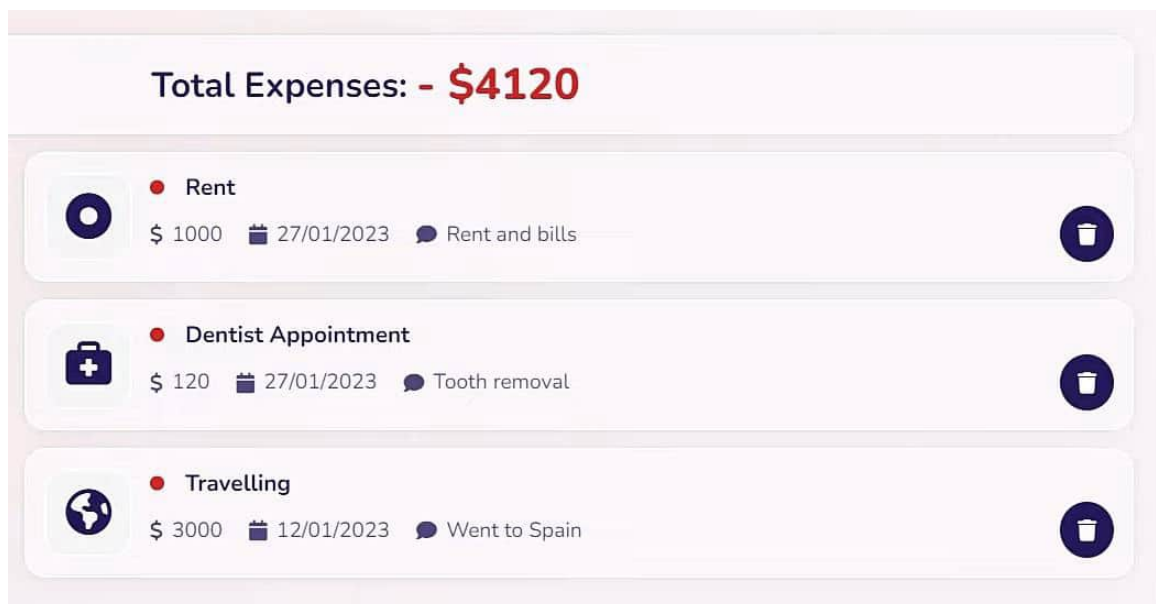 Total Expenses: - $4120
Rent
$ 1000 27/01/2023 Rent and bills
Dentist Appointment
$ 120 27/01/2023 Tooth removal
Travelling
$ 3000 12/01/2023 Went to Spain